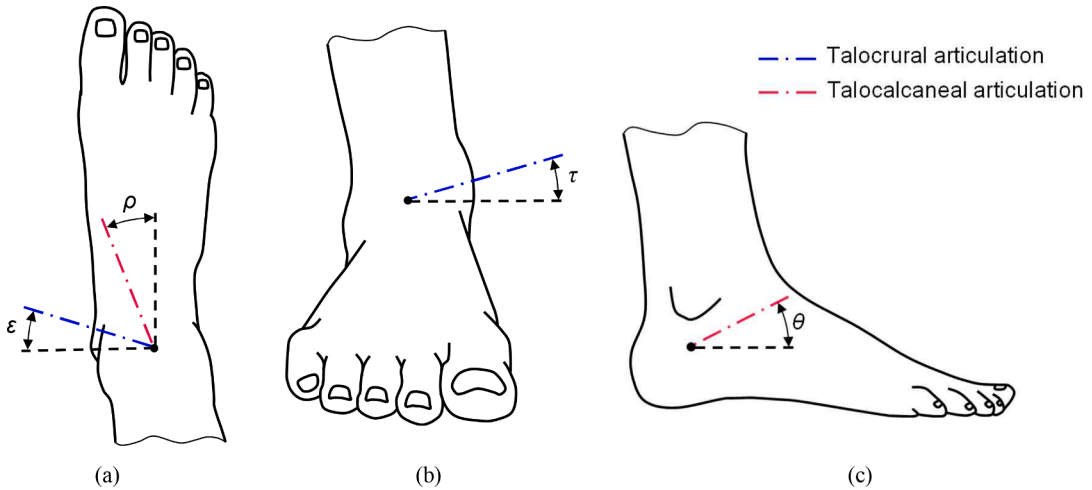 Talocrural articulation
Talocalcaneal articulation
ρ
τ
ε
θ
(a)
(b)
(c)